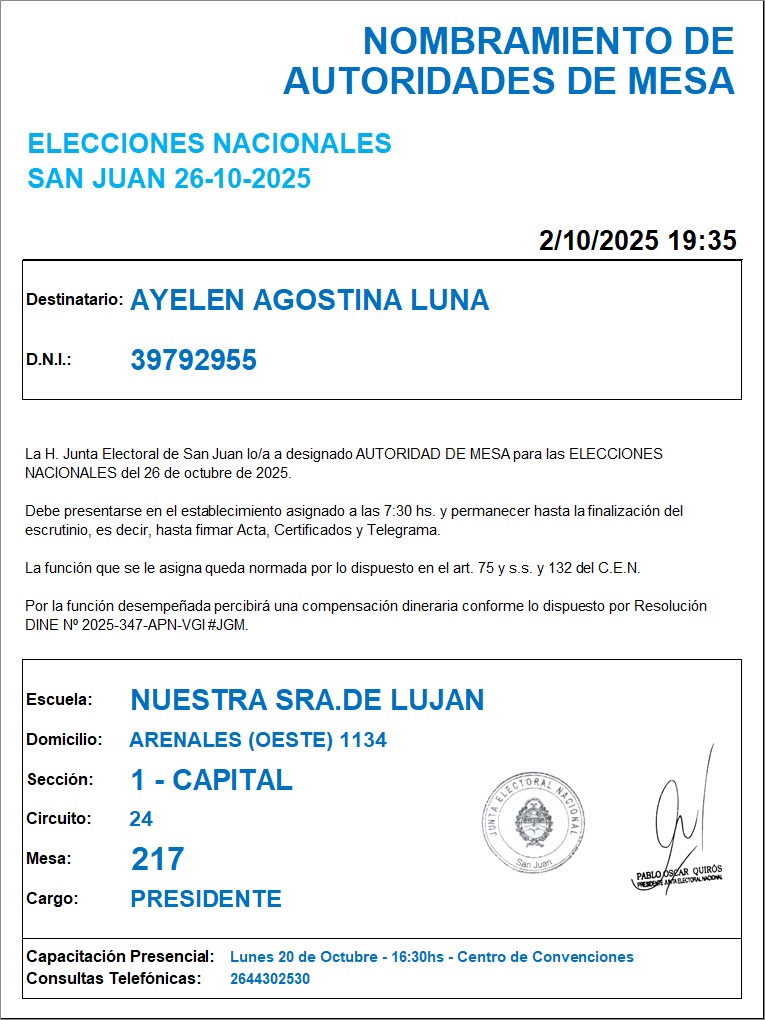 NOMBRAMIENTO DE
AUTORIDADES DE MESA
ELECCIONES NACIONALES
SAN JUAN 26-10-2025
2/10/2025 19:35
Destinatario: AYELEN AGOSTINA LUNA
D.N.I.: 39792955
La H. Junta Electoral de San Juan lo/a a designado AUTORIDAD DE MESA para las ELECCIONES
NACIONALES del 26 de octubre de 2025.
Debe presentarse en el establecimiento asignado a las 7:30 hs. y permanecer hasta la finalización del
escrutinio, es decir, hasta firmar Acta, Certificados y Telegrama.
La función que se le asigna queda normada por lo dispuesto en el art. 75 y s.s. y 132 del C.E.N.
Por la función desempeñada percibirá una compensación dineraria conforme lo dispuesto por Resolución
DINE Nº 2025-347-APN-VGI#JGM.
Escuela: NUESTRA SRA.DE LUJAN
Domicilio: ARENALES (OESTE) 1134
Sección: 1 - CAPITAL
Circuito: 24
Mesa: 217
Cargo: PRESIDENTE
JUNTA ELECTORAL NACIONAL
San Juan
PABLO OSCAR QUIRÓS
PRESIDENTE JUNTA ELECTORAL NACIONAL
Capacitación Presencial: Lunes 20 de Octubre - 16:30hs - Centro de Convenciones
Consultas Telefónicas: 2644302530